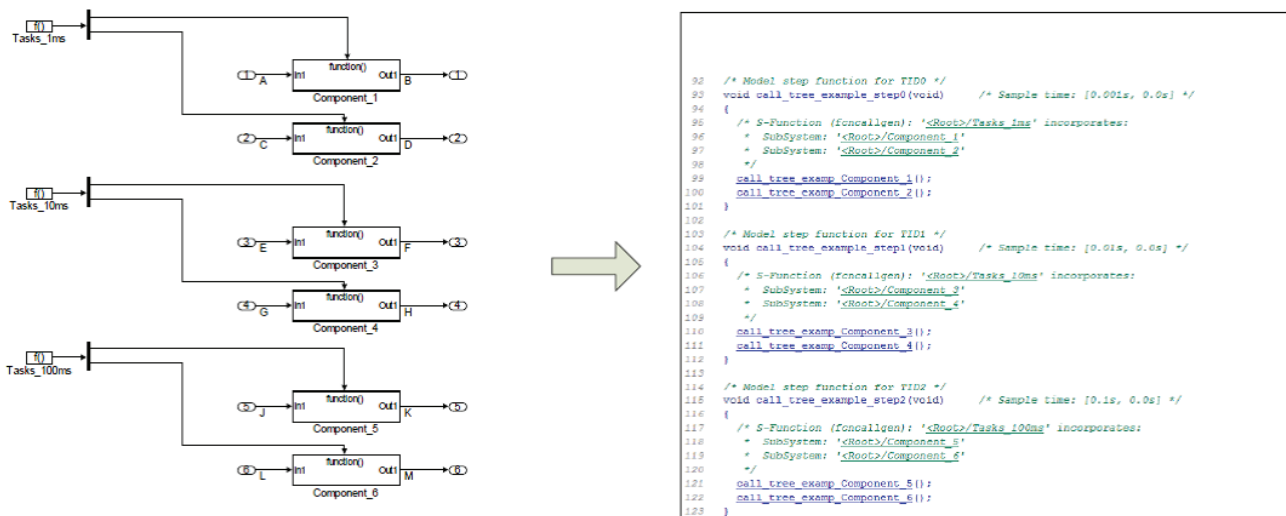 f()
Tasks_1ms
function()
1
A
In1
Out1
B
1
Component_1
function()
2
C
In1
Out1
D
2
Component_2
f()
Tasks_10ms
function()
3
E
In1
Out1
F
3
Component_3
function()
4
G
In1
Out1
H
4
Component_4
f()
Tasks_100ms
function()
5
J
In1
Out1
K
5
Component_5
function()
6
L
In1
Out1
M
6
Component_6
92 /* Model step function for TID0 */
93 void call_tree_example_step0(void) /* Sample time: [0.001s, 0.0s] */
94 {
95 /* S-Function (fcncallgen): '<Root>/Tasks_1ms' incorporates:
96 * SubSystem: '<Root>/Component_1'
97 * SubSystem: '<Root>/Component_2'
98 */
99 call_tree_examp_Component_1();
100 call_tree_examp_Component_2();
101 }
102
103 /* Model step function for TID1 */
104 void call_tree_example_step1(void) /* Sample time: [0.01s, 0.0s] */
105 {
106 /* S-Function (fcncallgen): '<Root>/Tasks_10ms' incorporates:
107 * SubSystem: '<Root>/Component_3'
108 * SubSystem: '<Root>/Component_4'
109 */
110 call_tree_examp_Component_3();
111 call_tree_examp_Component_4();
112 }
113
114 /* Model step function for TID2 */
115 void call_tree_example_step2(void) /* Sample time: [0.1s, 0.0s] */
116 {
117 /* S-Function (fcncallgen): '<Root>/Tasks_100ms' incorporates:
118 * SubSystem: '<Root>/Component_5'
119 * SubSystem: '<Root>/Component_6'
120 */
121 call_tree_examp_Component_5();
122 call_tree_examp_Component_6();
123 }